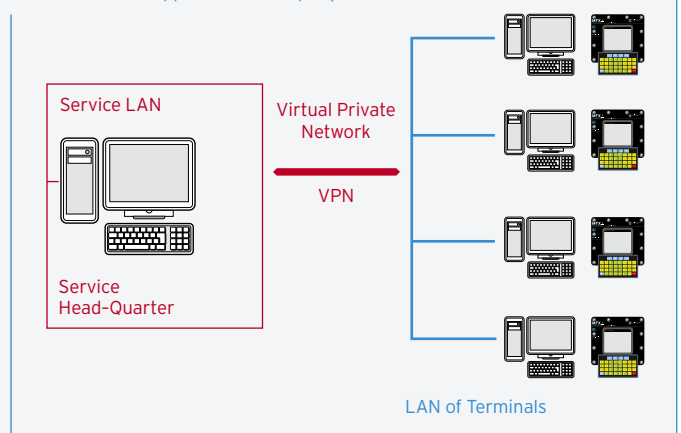 Service LAN
Virtual Private
Network
VPN
Service
Head-Quarter
LAN of Terminals